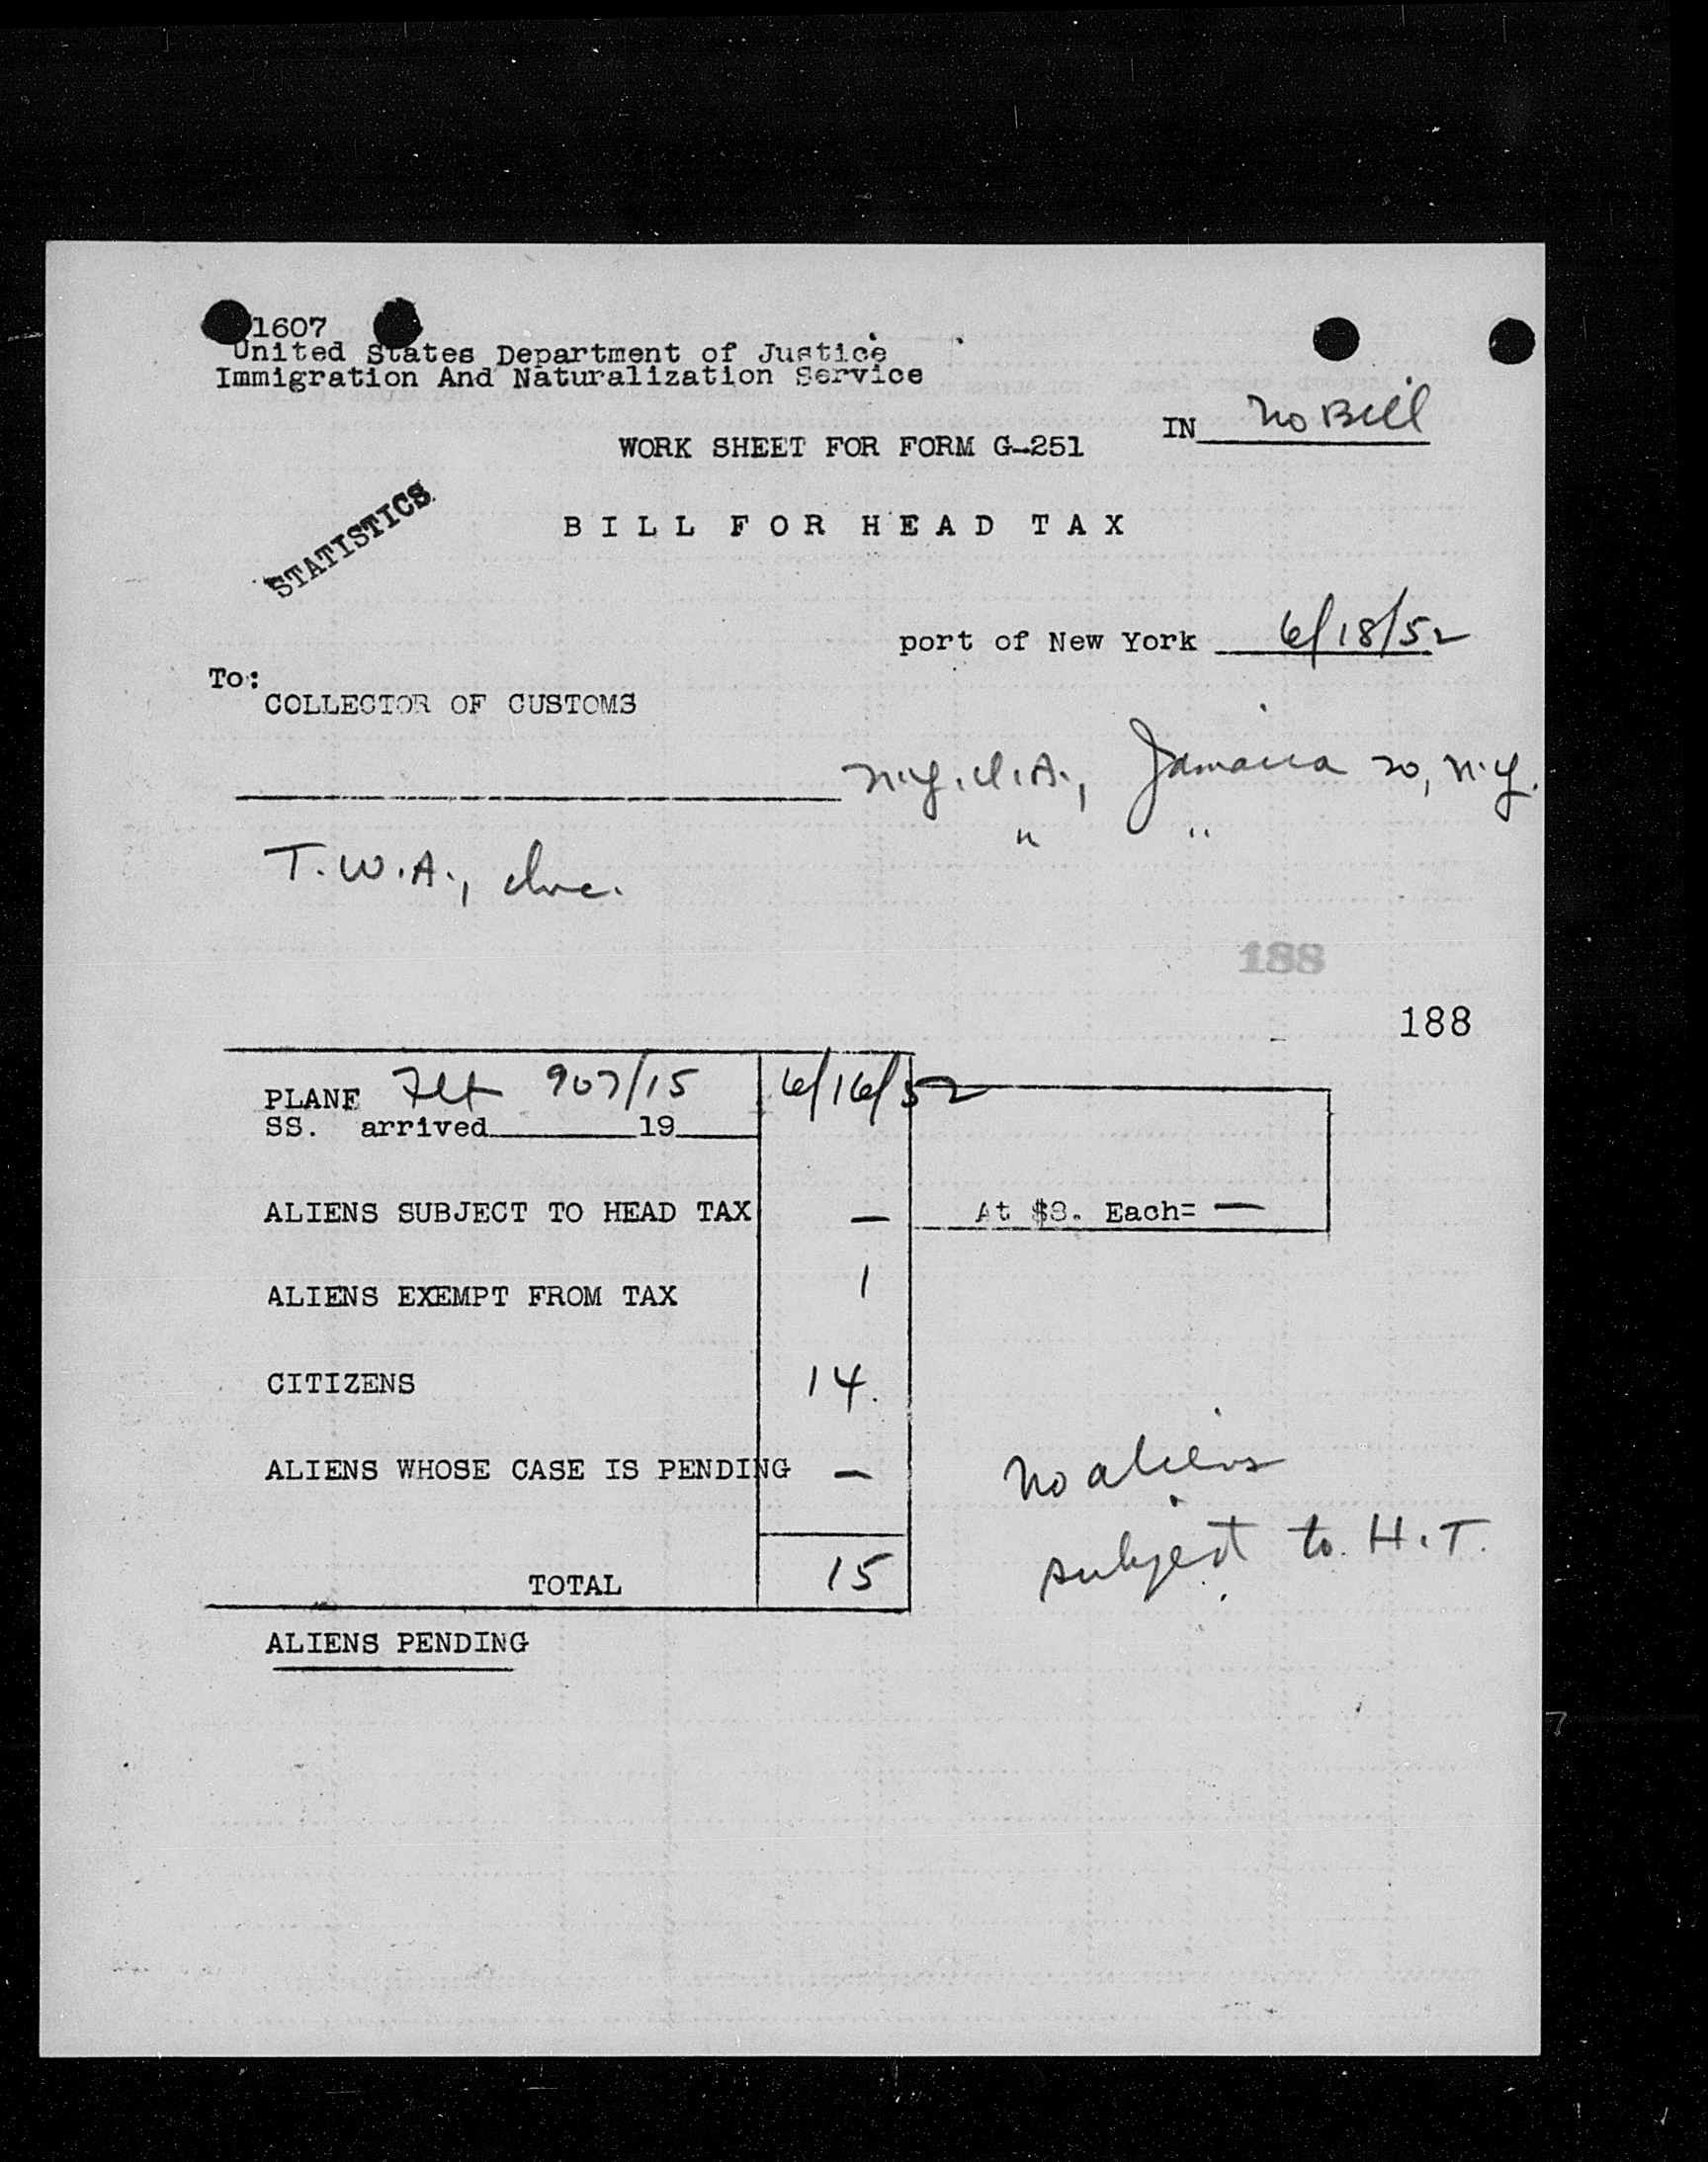 1607
United States Department of Justice
Immigration And Naturalization Service
IN No Bill
WORK SHEET FOR FORM G-251
STATISTICS
BILL FOR HEAD TAX
port of New York 6/18/52
To:
COLLECTOR OF CUSTOMS
N.Y.I.A., Jamaica 20, N.Y.
" "
T.W.A., Inc.
188
188
PLANE Flt 907/15 6/16/52
SS. arrived 19
ALIENS SUBJECT TO HEAD TAX — At $8. Each= —
ALIENS EXEMPT FROM TAX 1
CITIZENS 14.
ALIENS WHOSE CASE IS PENDING —
No aliens
subject to H.T.
TOTAL 15
ALIENS PENDING